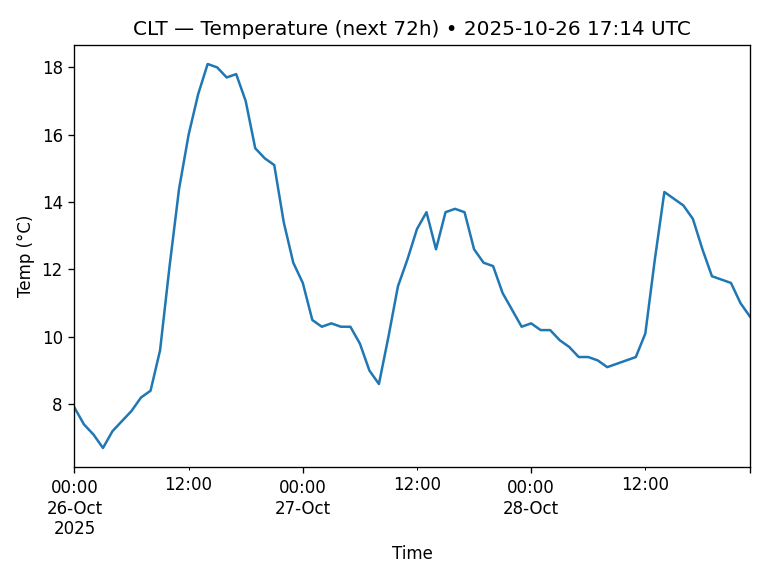 CLT — Temperature (next 72h) • 2025-10-26 17:14 UTC
18
16
14
12
10
8
Temp (°C)
00:00 12:00 00:00 12:00 00:00 12:00
26-Oct 27-Oct 28-Oct
2025
Time